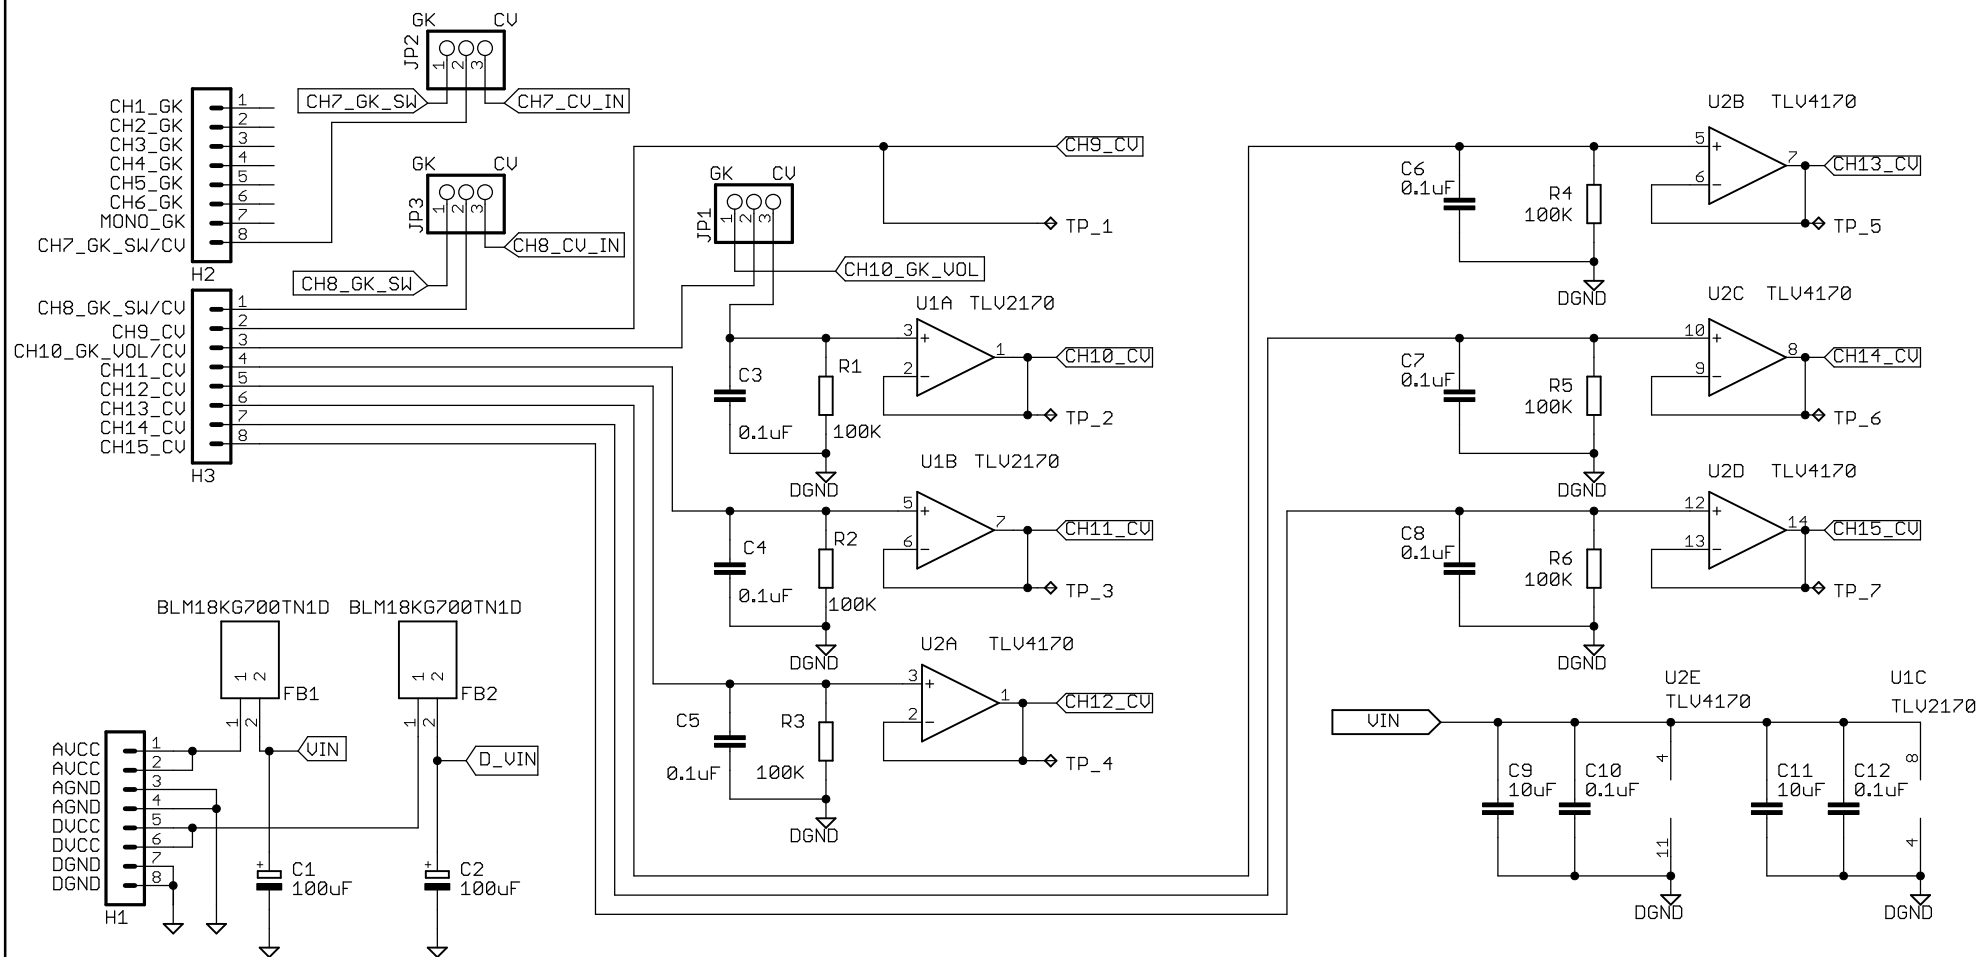 GK CV
JP2
1 2 3
CH7_GK_SW
CH7_CV_IN
CH1_GK 1
CH2_GK 2
CH3_GK 3
CH4_GK 4
CH5_GK 5
CH6_GK 6
MONO_GK 7
CH7_GK_SW/CV 8
H2
GK CV
JP3
1 2 3
CH8_CV_IN
CH8_GK_SW
CH8_GK_SW/CV 1
CH9_CV 2
CH10_GK_VOL/CV 3
CH11_CV 4
CH12_CV 5
CH13_CV 6
CH14_CV 7
CH15_CV 8
H3
CH9_CV
TP_1
GK CV
JP1
1 2 3
CH10_GK_VOL
U1A TLV2170
3
+
2
-
1
CH10_CV
TP_2
C3
0.1uF
R1
100K
DGND
U1B TLV2170
5
+
6
-
7
CH11_CV
TP_3
C4
0.1uF
R2
100K
DGND
U2A TLV4170
3
+
2
-
1
CH12_CV
TP_4
C5
0.1uF
R3
100K
DGND
U2B TLV4170
5
+
6
-
7
CH13_CV
TP_5
C6
0.1uF
R4
100K
DGND
U2C TLV4170
10
+
9
-
8
CH14_CV
TP_6
C7
0.1uF
R5
100K
DGND
U2D TLV4170
12
+
13
-
14
CH15_CV
TP_7
C8
0.1uF
R6
100K
DGND
BLM18KG700TN1D BLM18KG700TN1D
1 2
FB1
1 2
1 2
FB2
1 2
VIN
D_VIN
AVCC 1
AVCC 2
AGND 3
AGND 4
DVCC 5
DVCC 6
DGND 7
DGND 8
H1
+
C1
100uF
+
C2
100uF
VIN
U2E
TLV4170
U1C
TLV2170
4
8
C9
10uF
C10
0.1uF
C11
10uF
C12
0.1uF
11
4
DGND
DGND